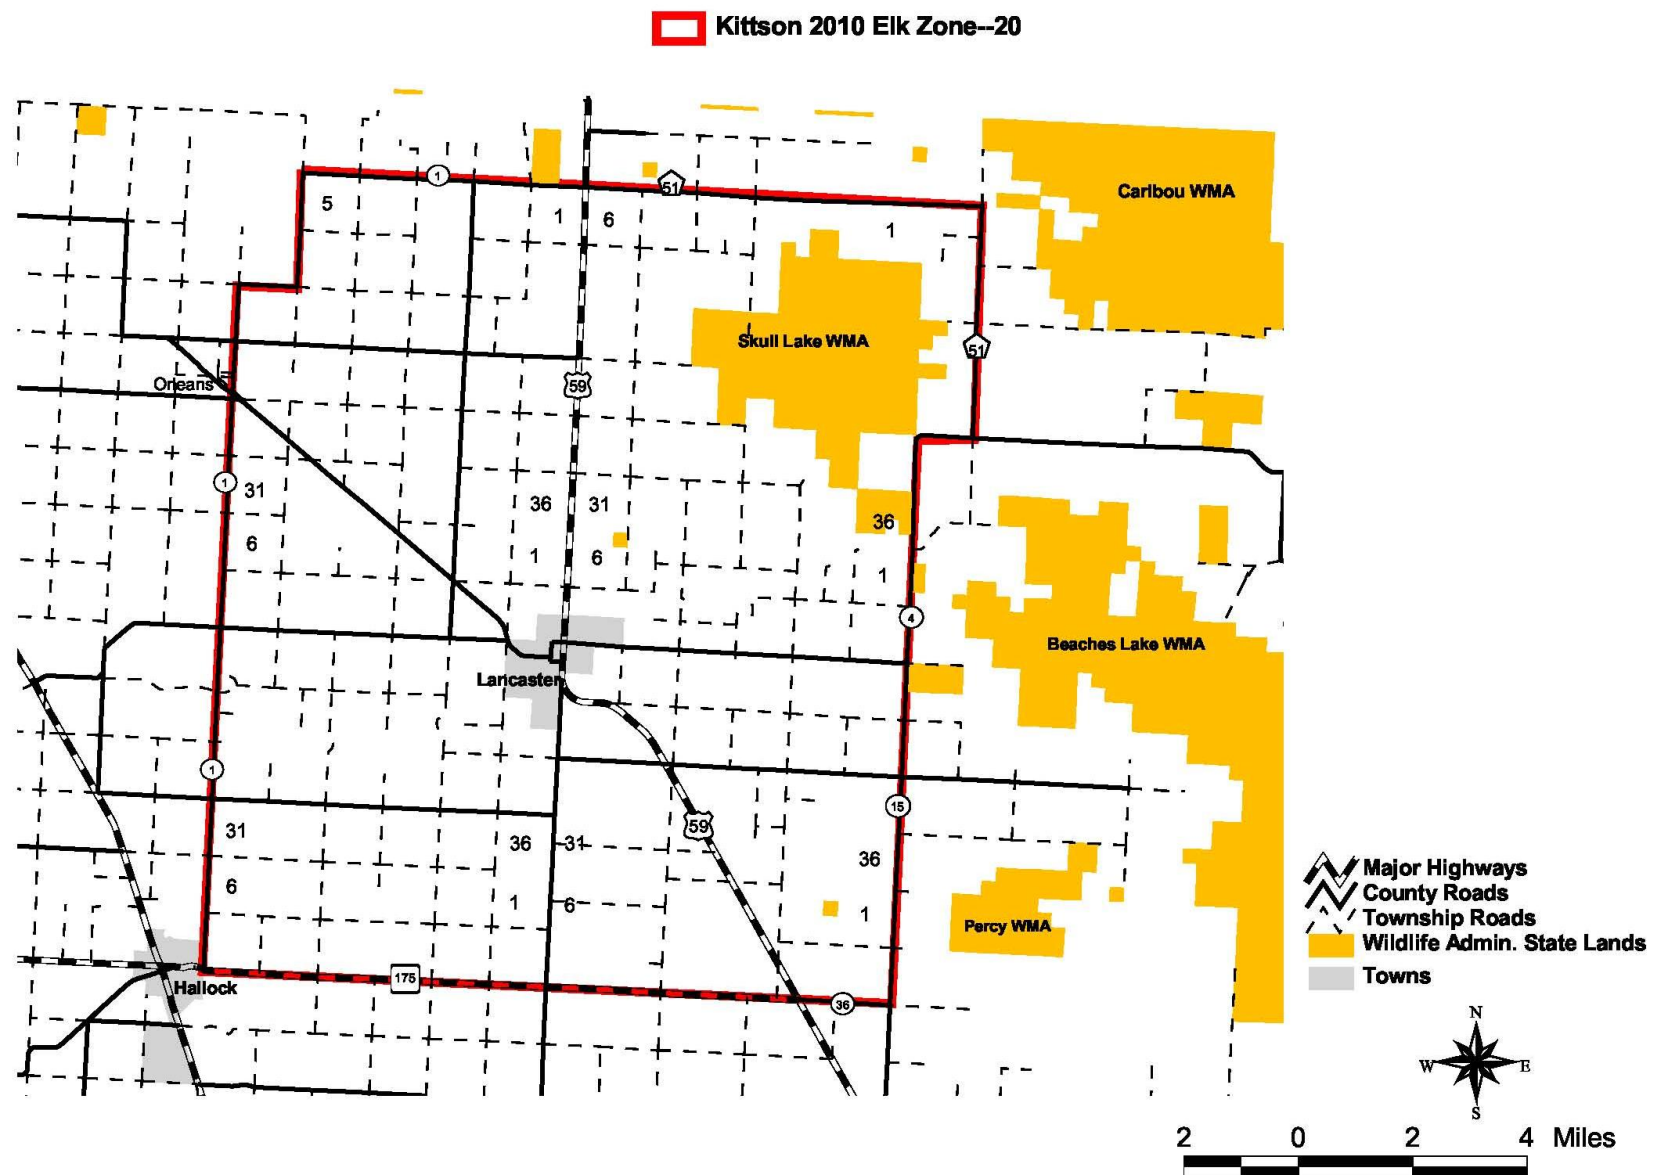 Kittson 2010 Elk Zone--20
1
51
Caribou WMA
5
1
6
1
Skull Lake WMA
51
Orleans
59
1
31
36
31
36
6
1
6
1
4
Beaches Lake WMA
Lancaster
1
15
59
31
36
31
36
6
1
6
1
Percy WMA
Hallock
175
36
Major Highways
County Roads
Township Roads
Wildlife Admin. State Lands
Towns
N
W
E
S
2 0 2 4 Miles